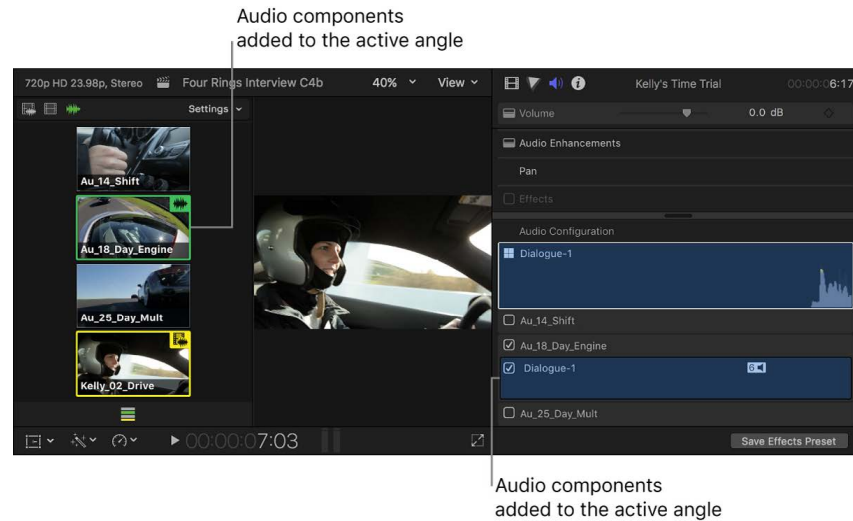 Audio components
added to the active angle
720p HD 23.98p, Stereo Four Rings Interview C4b 40% View
Kelly's Time Trial 00:00:06:17
Settings
Volume 0.0 dB
Audio Enhancements
Pan
Effects
Audio Configuration
Au_14_Shift
Au_18_Day_Engine
Au_25_Day_Mult
Kelly_02_Drive
Dialogue-1
Au_14_Shift
Au_18_Day_Engine
Dialogue-1 6
Au_25_Day_Mult
00:00:07:03
Save Effects Preset
Audio components
added to the active angle